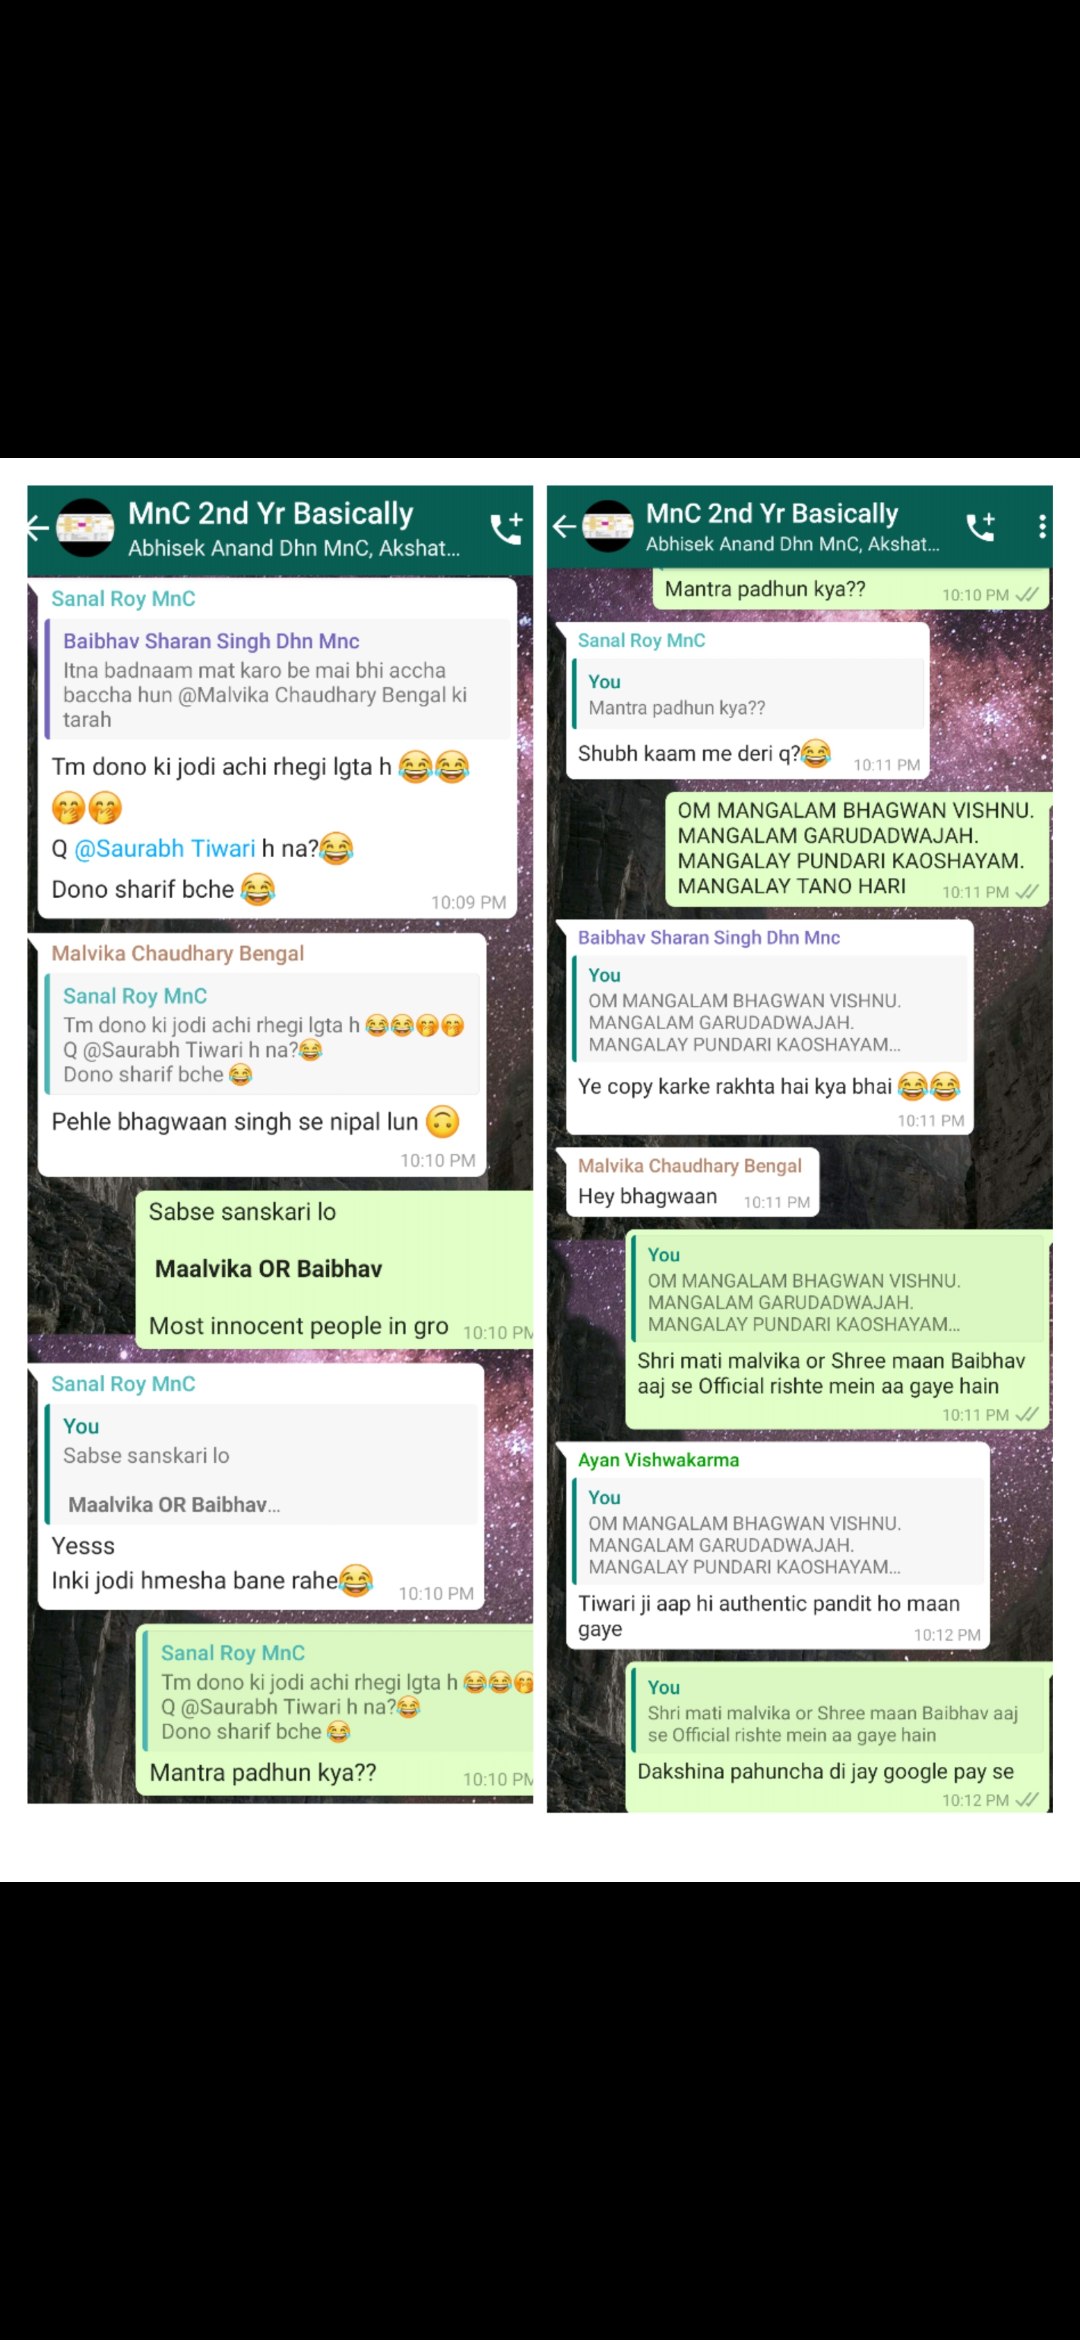 MnC 2nd Yr Basically
Abhisek Anand Dhn MnC, Akshat...
Sanal Roy MnC
Baibhav Sharan Singh Dhn Mnc
Itna badnaam mat karo be mai bhi accha
baccha hun @Malvika Chaudhary Bengal ki
tarah
Tm dono ki jodi achi rhegi lgta h 😂😂
🤭🤭
Q @Saurabh Tiwari h na?😂
Dono sharif bche 😂
10:09 PM
Malvika Chaudhary Bengal
Sanal Roy MnC
Tm dono ki jodi achi rhegi lgta h 😂😂🤭🤭
Q @Saurabh Tiwari h na?😂
Dono sharif bche 😂
Pehle bhagwaan singh se nipal lun 🙃
10:10 PM
Sabse sanskari lo
Maalvika OR Baibhav
Most innocent people in gro 10:10 PM
Sanal Roy MnC
You
Sabse sanskari lo
Maalvika OR Baibhav...
Yesss
Inki jodi hmesha bane rahe😂 10:10 PM
Sanal Roy MnC
Tm dono ki jodi achi rhegi lgta h 😂😂🤭
Q @Saurabh Tiwari h na?😂
Dono sharif bche 😂
Mantra padhun kya?? 10:10 PM
MnC 2nd Yr Basically
Abhisek Anand Dhn MnC, Akshat...
Mantra padhun kya?? 10:10 PM
Sanal Roy MnC
You
Mantra padhun kya??
Shubh kaam me deri q?😂 10:11 PM
OM MANGALAM BHAGWAN VISHNU.
MANGALAM GARUDADWAJAH.
MANGALAY PUNDARI KAOSHAYAM.
MANGALAY TANO HARI 10:11 PM
Baibhav Sharan Singh Dhn Mnc
You
OM MANGALAM BHAGWAN VISHNU.
MANGALAM GARUDADWAJAH.
MANGALAY PUNDARI KAOSHAYAM...
Ye copy karke rakhta hai kya bhai 😂😂
10:11 PM
Malvika Chaudhary Bengal
Hey bhagwaan 10:11 PM
You
OM MANGALAM BHAGWAN VISHNU.
MANGALAM GARUDADWAJAH.
MANGALAY PUNDARI KAOSHAYAM...
Shri mati malvika or Shree maan Baibhav
aaj se Official rishte mein aa gaye hain
10:11 PM
Ayan Vishwakarma
You
OM MANGALAM BHAGWAN VISHNU.
MANGALAM GARUDADWAJAH.
MANGALAY PUNDARI KAOSHAYAM...
Tiwari ji aap hi authentic pandit ho maan
gaye 10:12 PM
You
Shri mati malvika or Shree maan Baibhav aaj
se Official rishte mein aa gaye hain
Dakshina pahuncha di jay google pay se
10:12 PM